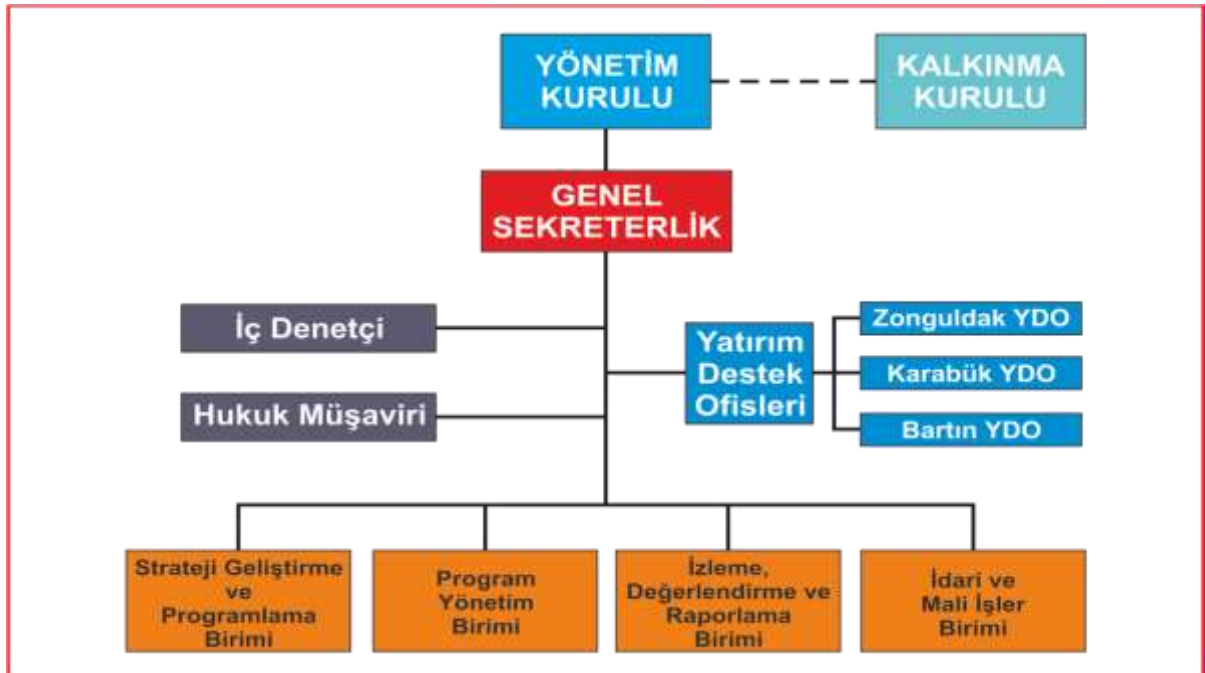 YÖNETİM
KURULU
KALKINMA
KURULU
GENEL
SEKRETERLİK
İç Denetçi
Hukuk Müşaviri
Yatırım
Destek
Ofisleri
Zonguldak YDO
Karabük YDO
Bartın YDO
Strateji Geliştirme
ve
Programlama
Birimi
Program
Yönetim
Birimi
İzleme,
Değerlendirme ve
Raporlama
Birimi
İdari ve
Mali İşler
Birimi